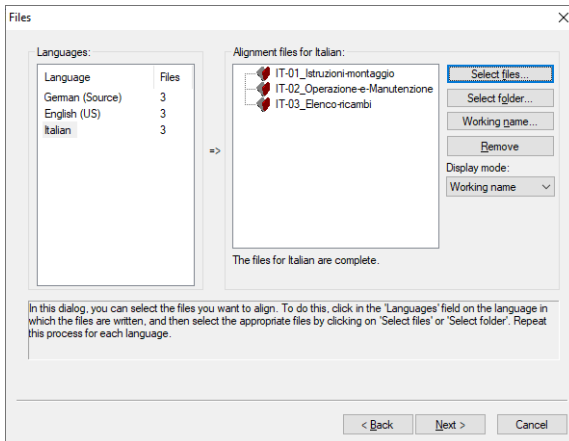 Files
Languages:
Language Files
German (Source) 3
English (US) 3
Italian 3
=>
Alignment files for Italian:
IT-01_Istruzioni-montaggio
IT-02_Operazione-e-Manutenzione
IT-03_Elenco-ricambi
The files for Italian are complete.
Select files...
Select folder...
Working name...
Remove
Display mode:
Working name
In this dialog, you can select the files you want to align. To do this, click in the 'Languages' field on the language in
which the files are written, and then select the appropriate files by clicking on 'Select files' or 'Select folder'. Repeat
this process for each language.
< Back
Next >
Cancel